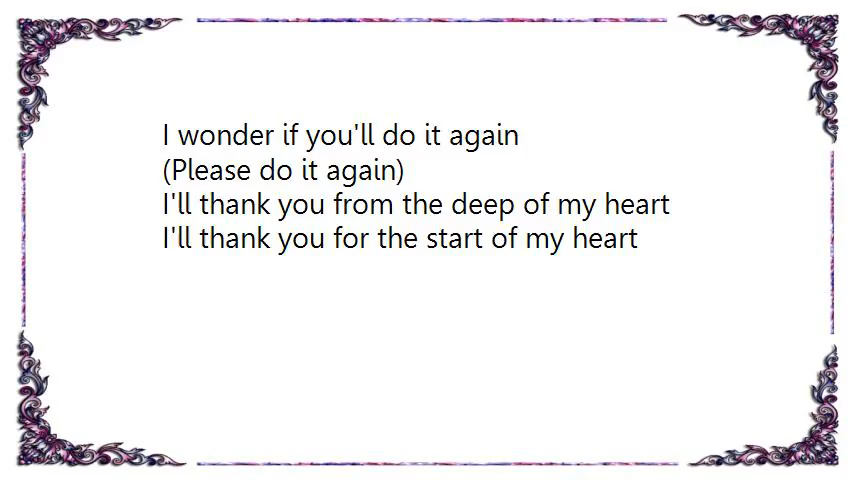 I wonder if you'll do it again
(Please do it again)
I'll thank you from the deep of my heart
I'll thank you for the start of my heart